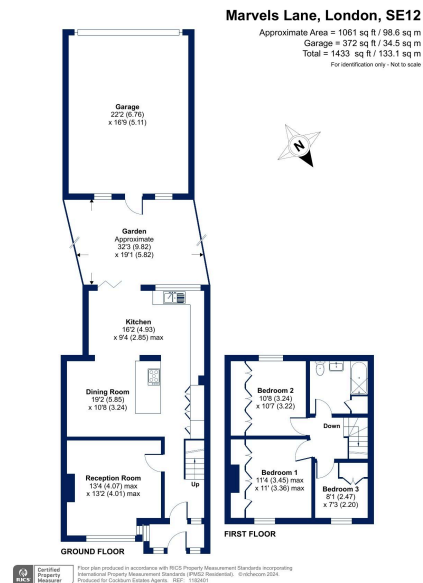 Marvels Lane, London, SE12
Approximate Area = 1061 sq ft / 98.6 sq m
Garage = 372 sq ft / 34.5 sq m
Total = 1433 sq ft / 133.1 sq m
For identification only - Not to scale
Garage
22'2 (6.76)
x 16'9 (5.11)
N
Garden
Approximate
32'3 (9.82)
x 19'1 (5.82)
Kitchen
16'2 (4.93)
x 9'4 (2.85) max
Dining Room
19'2 (5.85)
x 10'8 (3.24)
Bedroom 2
10'8 (3.24)
x 10'7 (3.22)
Down
Reception Room
13'4 (4.07) max
x 13'2 (4.01) max
Up
Bedroom 1
11'4 (3.45) max
x 11' (3.36) max
Bedroom 3
8'1 (2.47)
x 7'3 (2.20)
FIRST FLOOR
GROUND FLOOR
RICS
Certified
Property
Measurer
Floor plan produced in accordance with RICS Property Measurement Standards incorporating
International Property Measurement Standards (IPMS2 Residential). ©nichecom 2024.
Produced for Cockburn Estates Agents. REF: 1182401